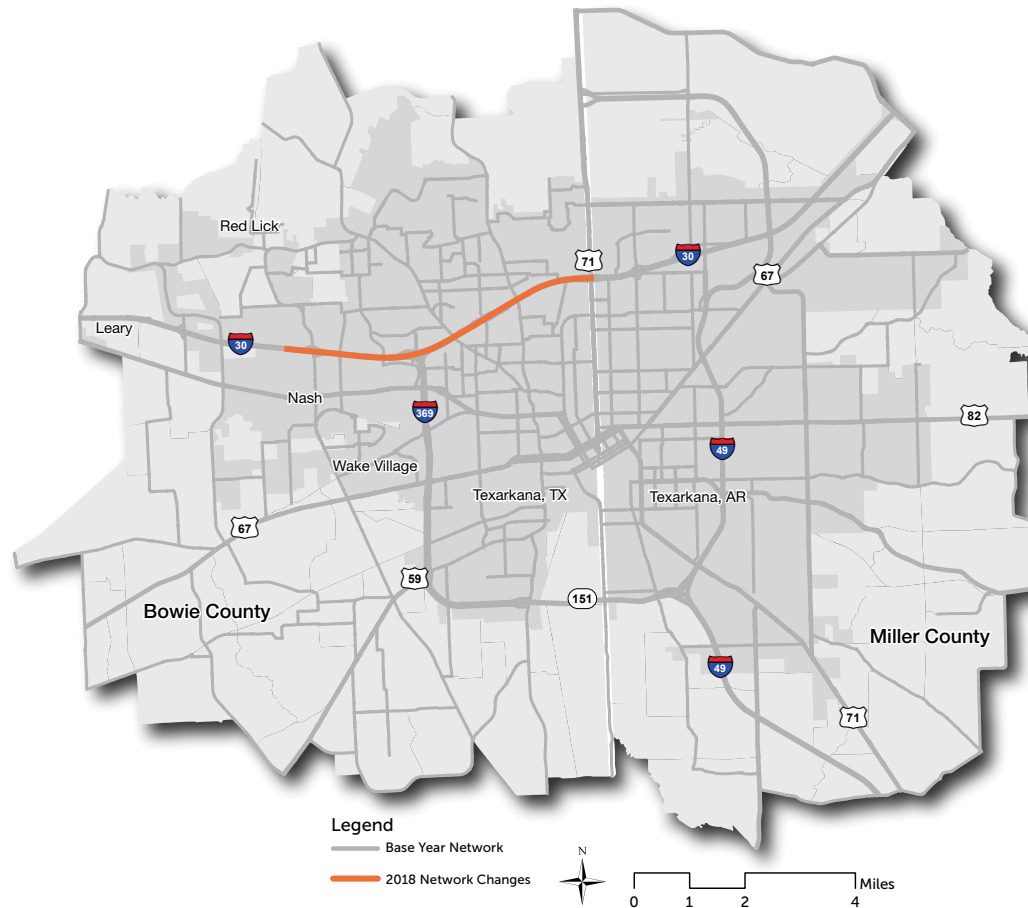 Red Lick
71
30
67
Leary
30
Nash
369
82
Wake Village
49
Texarkana, TX
Texarkana, AR
67
59
151
Bowie County
Miller County
49
71
Legend
Base Year Network
2018 Network Changes
N
Miles
0 1 2 4